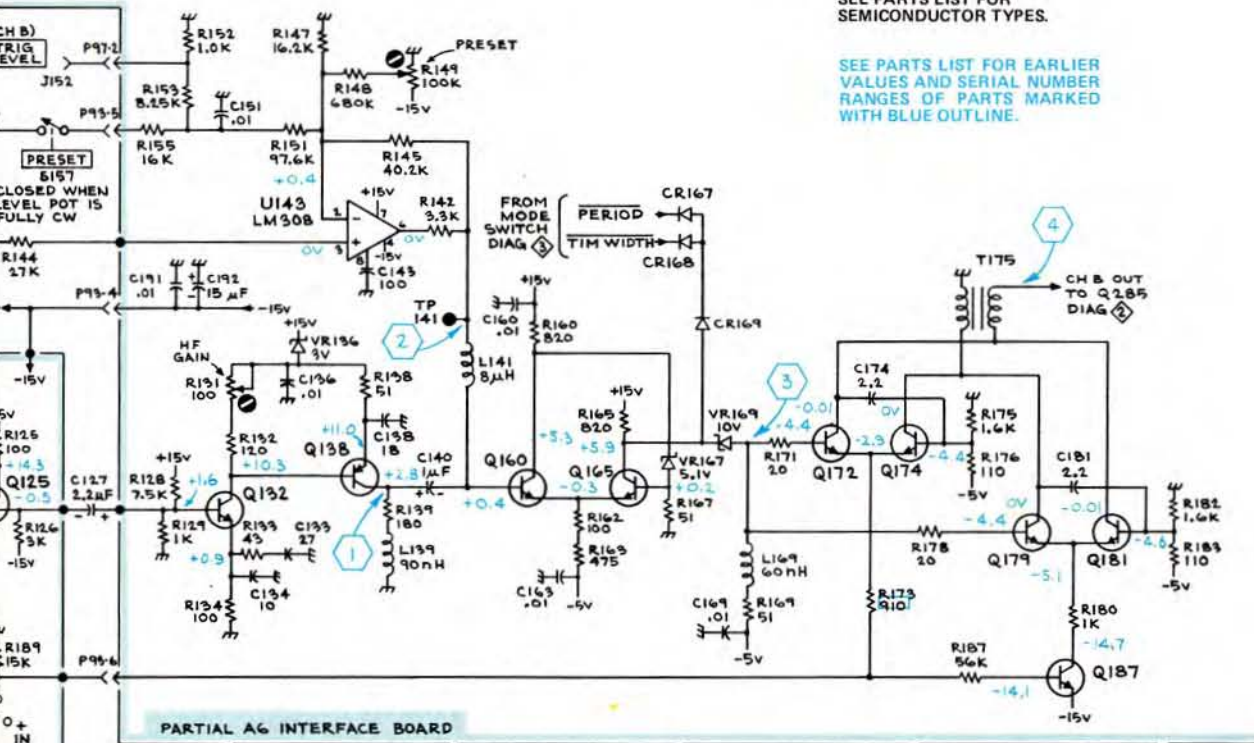 SEE PARTS LIST FOR
SEMICONDUCTOR TYPES.
SEE PARTS LIST FOR EARLIER
VALUES AND SERIAL NUMBER
RANGES OF PARTS MARKED
WITH BLUE OUTLINE.
CH B)
TRIG
LEVEL
P97-2
J152
R152
1.0K
R153
8.25K
C151
.01
P93-5
R155
16K
PRESET
S157
CLOSED WHEN
LEVEL POT IS
FULLY CW
R147
16.2K
R148
680K
PRESET
R149
100K
-15V
R151
97.6K
+0.4
R145
40.2K
U143
LM308
+15V
2
7
3
6
8
4
-15V
0V
0V
R142
3.3K
C143
100
R144
27K
C191
.01
C192
15 µF
P93-4
-15V
-15V
FROM
MODE
SWITCH
DIAG 3
PERIOD
TIM WIDTH
CR167
CR168
CR169
TP
141
2
L141
8µH
+15V
C160
.01
R160
820
HF
GAIN
R131
100
+15V
VR136
3V
C136
.01
R138
51
+11.0
C138
18
R132
120
+10.3
Q138
+2.8
C140
1µF
R139
180
L139
90nH
1
R125
100
+14.3
Q125
-0.5
R126
3K
-15V
C127
2.2µF
+15V
R128
7.5K
+1.6
Q132
R129
1K
R133
43
C133
27
+0.9
C134
10
R134
100
Q160
+0.4
+5.3
+15V
R165
820
+5.9
Q165
-0.3
VR167
5.1V
+0.2
R167
51
R162
100
R163
475
C163
.01
-5V
VR169
10V
3
-4.4
R171
20
-0.01
C174
2.2
0V
Q172
-2.9
Q174
-4.4
R175
1.6K
R176
110
-5V
T175
4
CH B OUT
TO Q285
DIAG 2
C181
2.2
0V
-0.01
-4.4
R178
20
Q179
-5.1
Q181
-4.6
R182
1.6K
R183
110
-5V
L169
60nH
C169
.01
R169
51
-5V
R173
910
R180
1K
-14.7
R187
56K
-14.1
Q187
-15V
R189
15K
P93-6
IN
PARTIAL A6 INTERFACE BOARD